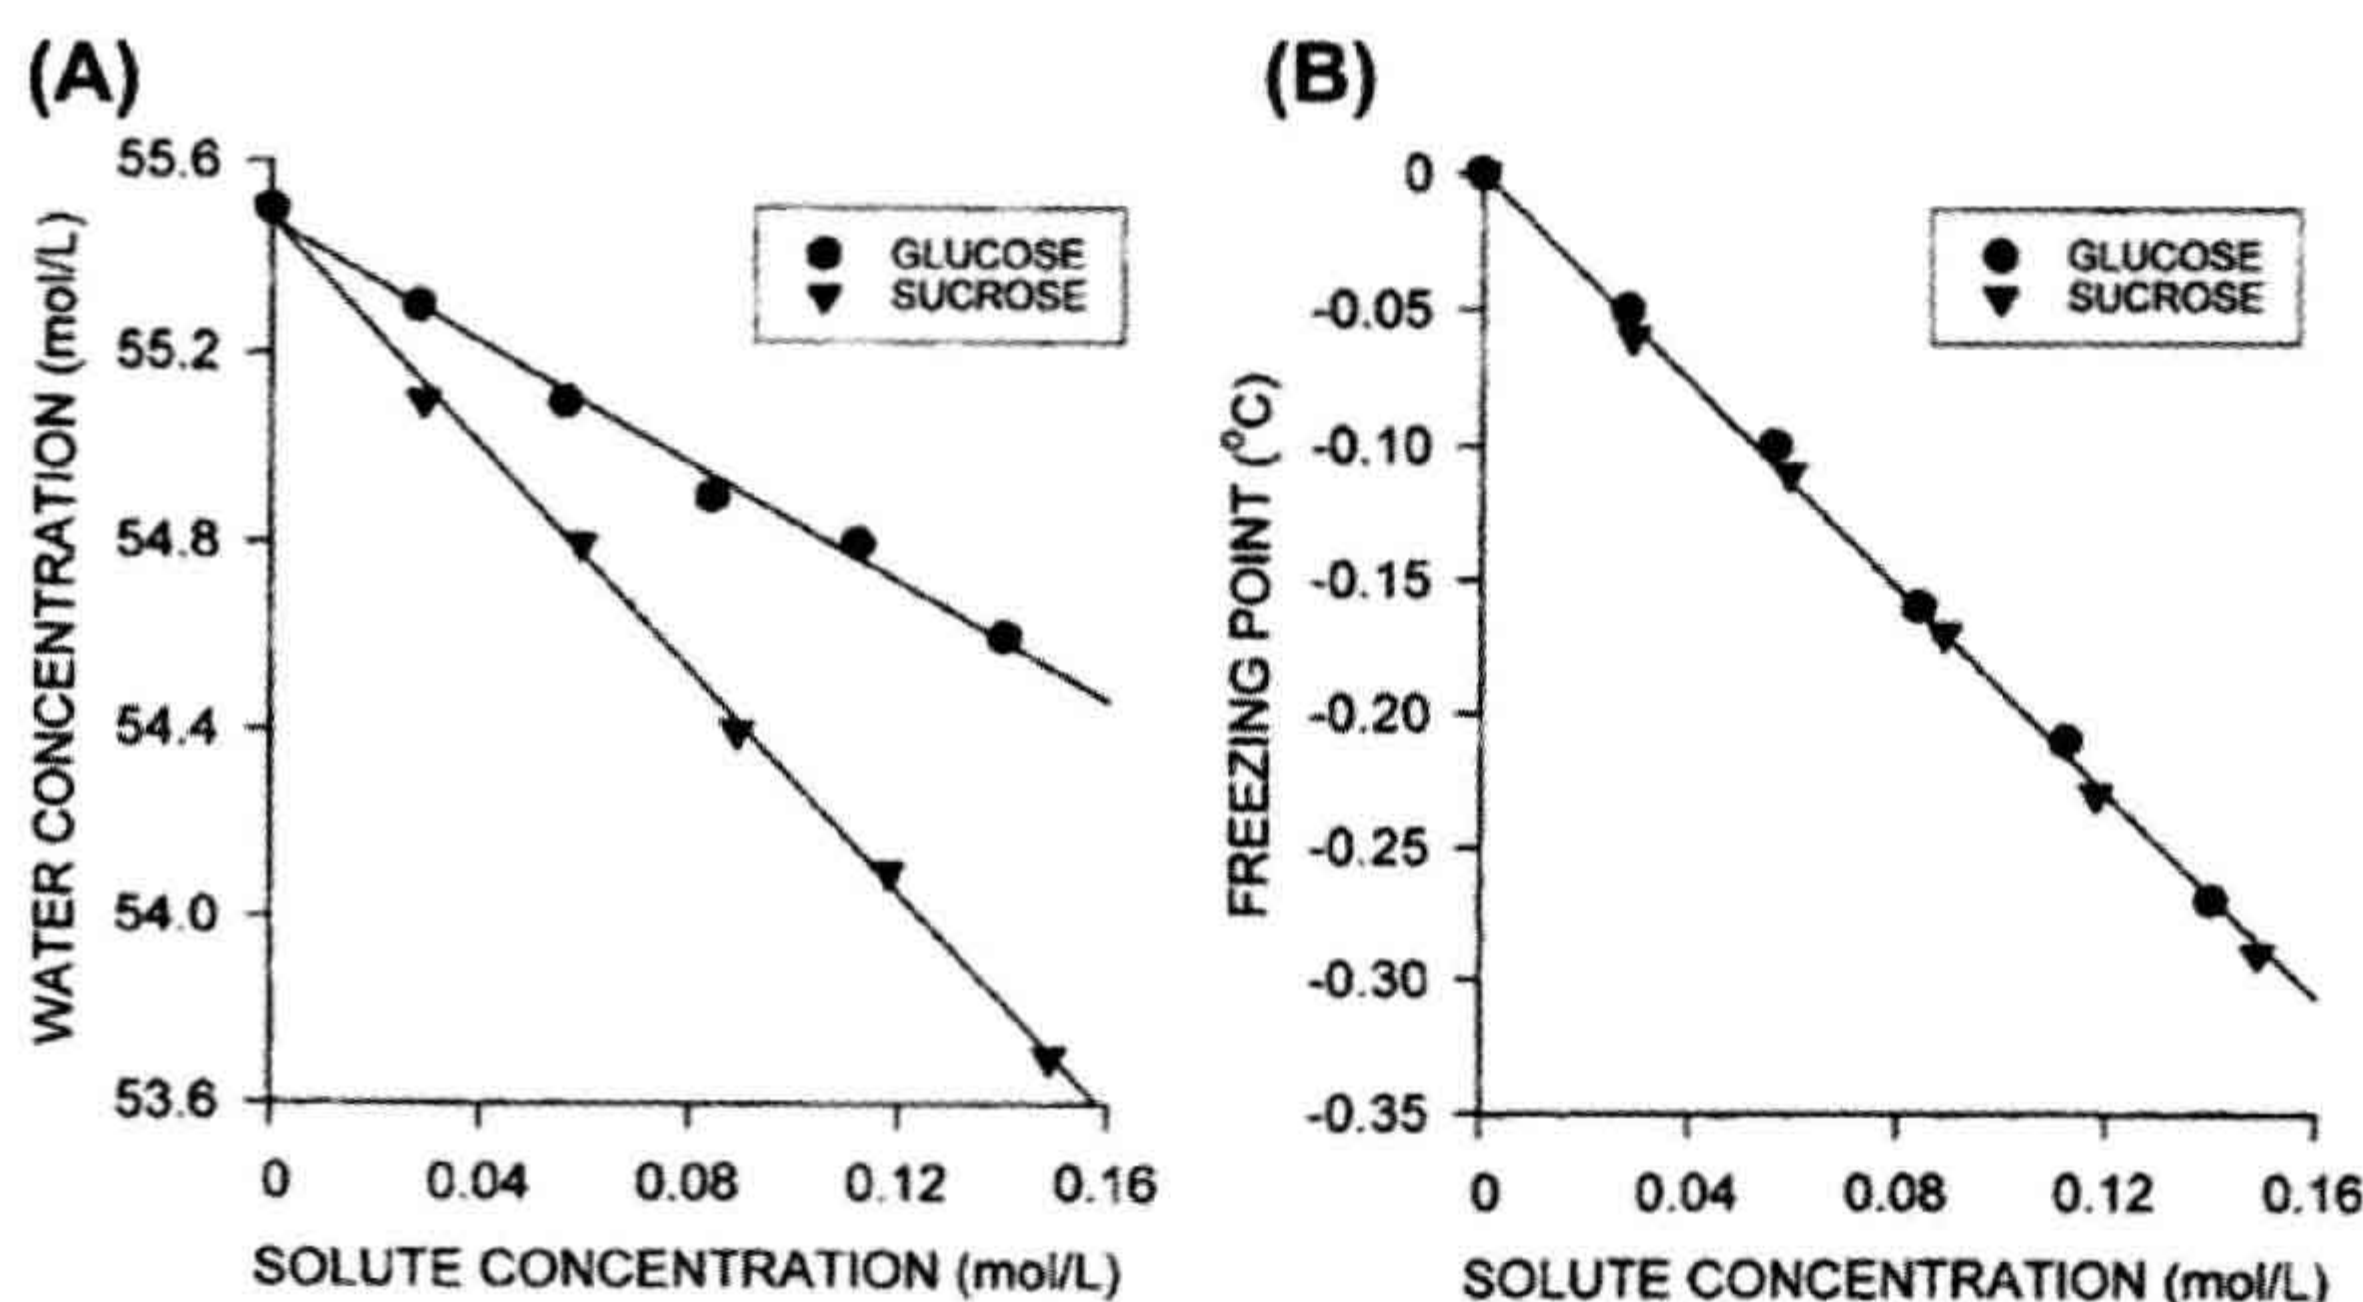 (A)
WATER CONCENTRATION (mol/L)
55.6
55.2
54.8
54.4
54.0
53.6
GLUCOSE
SUCROSE
0 0.04 0.08 0.12 0.16
SOLUTE CONCENTRATION (mol/L)
(B)
FREEZING POINT (°C)
0
-0.05
-0.10
-0.15
-0.20
-0.25
-0.30
-0.35
GLUCOSE
SUCROSE
0 0.04 0.08 0.12 0.16
SOLUTE CONCENTRATION (mol/L)